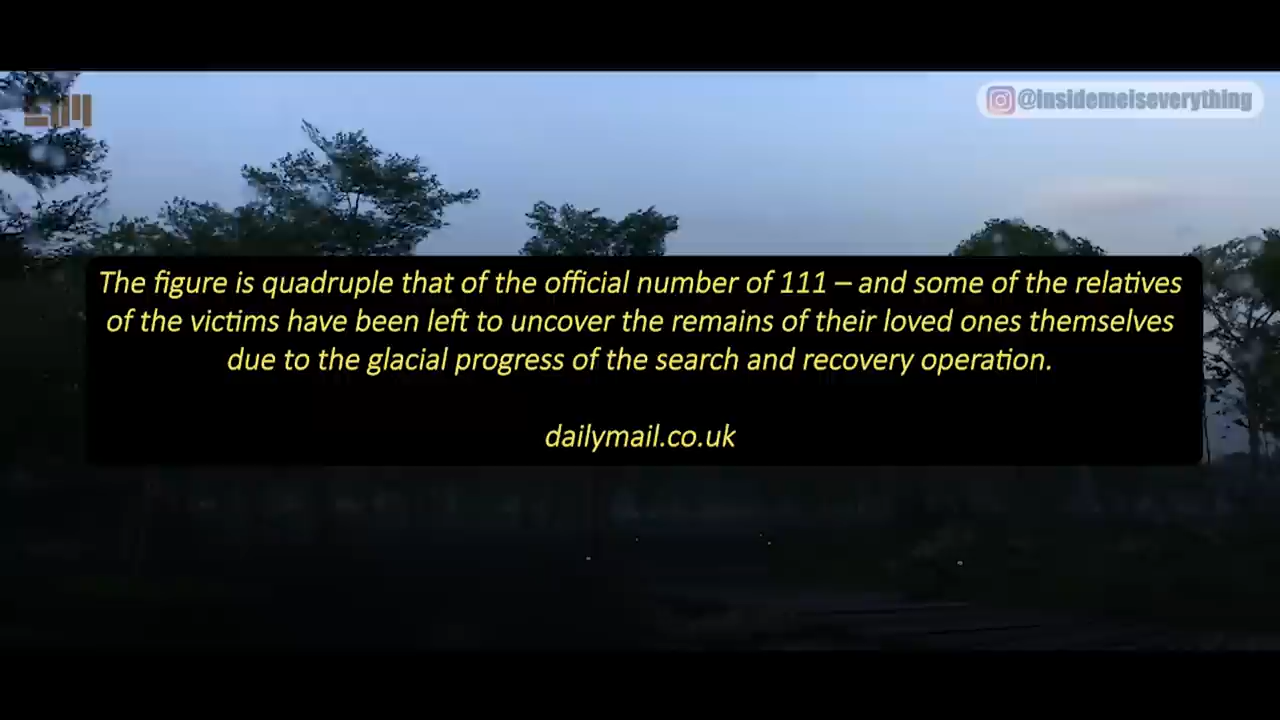 @insidemeiseverything
The figure is quadruple that of the official number of 111 – and some of the relatives
of the victims have been left to uncover the remains of their loved ones themselves
due to the glacial progress of the search and recovery operation.
dailymail.co.uk